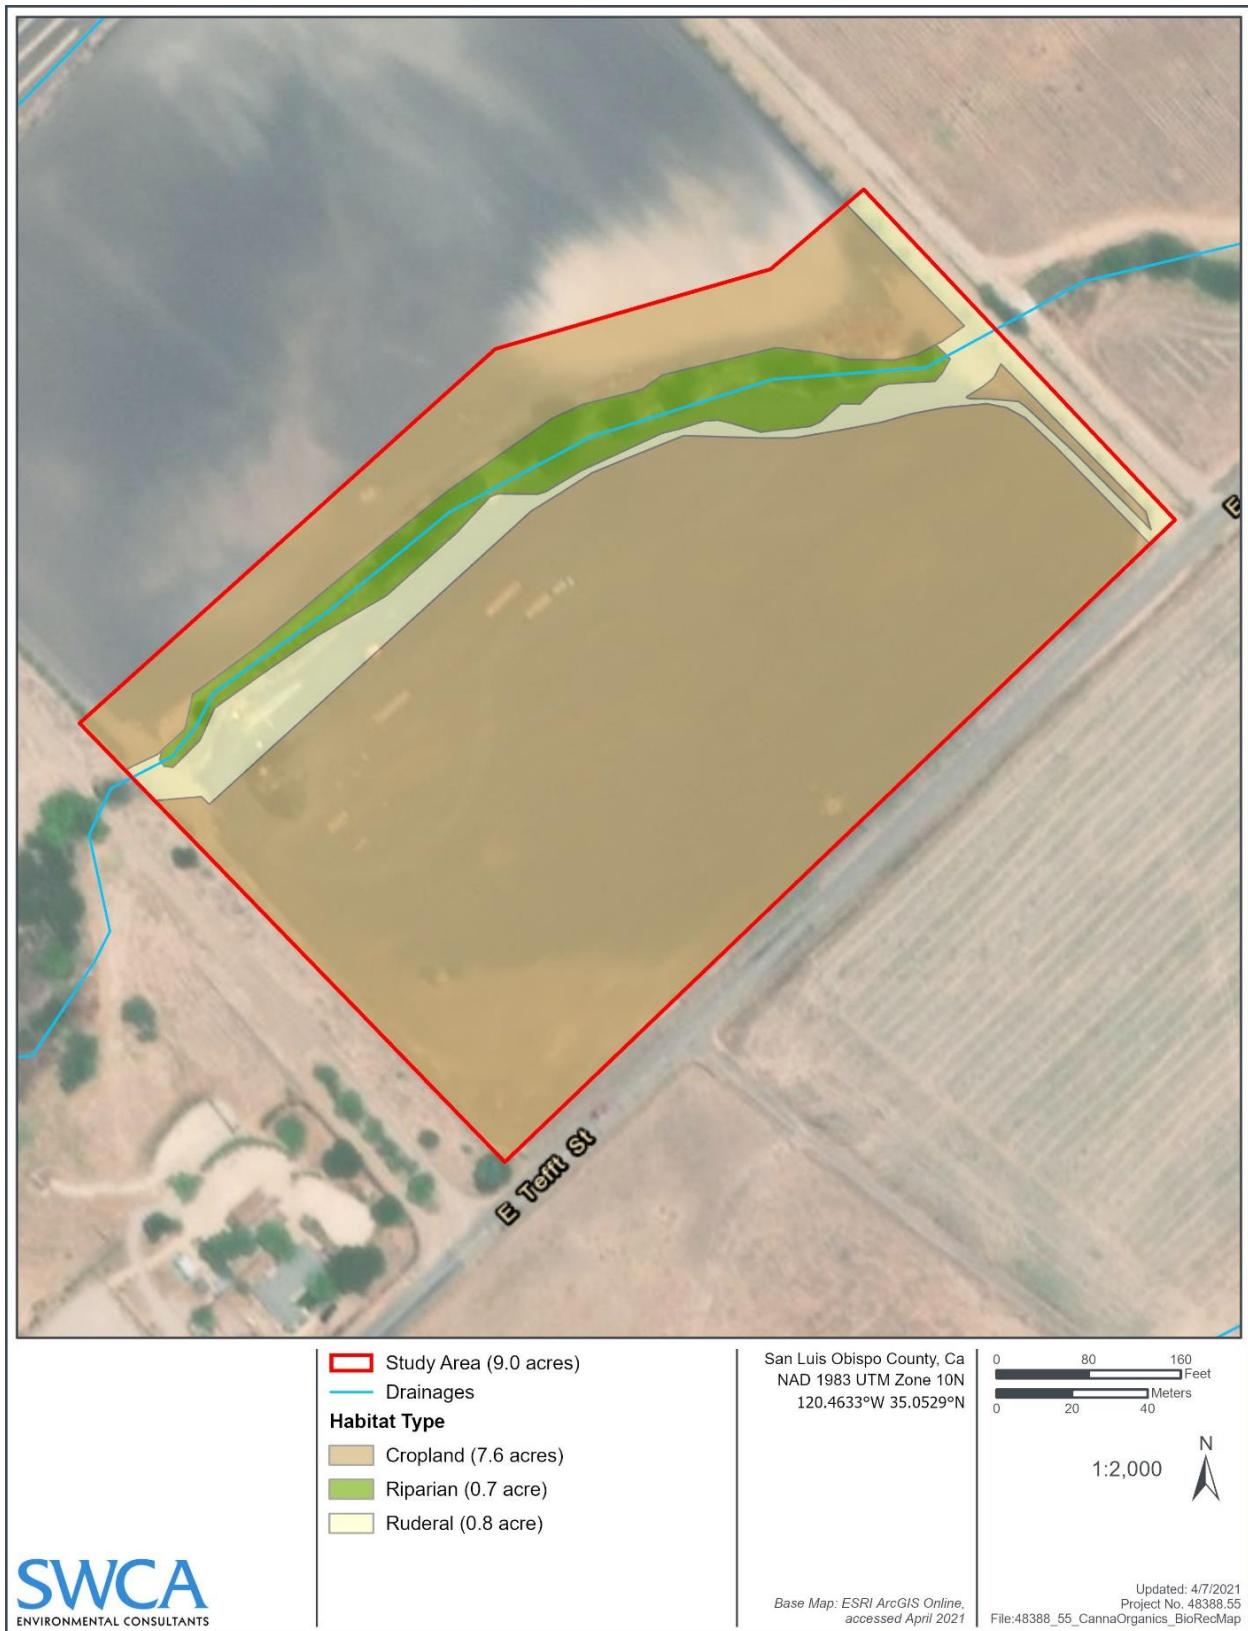 E
E Tefft St
Study Area (9.0 acres)
Drainages
Habitat Type
Cropland (7.6 acres)
Riparian (0.7 acre)
Ruderal (0.8 acre)
SWCA
ENVIRONMENTAL CONSULTANTS
San Luis Obispo County, Ca
NAD 1983 UTM Zone 10N
120.4633°W 35.0529°N
Base Map: ESRI ArcGIS Online,
accessed April 2021
0 80 160
Feet
Meters
0 20 40
N
1:2,000
Updated: 4/7/2021
Project No. 48388.55
File:48388_55_CannaOrganics_BioRecMap